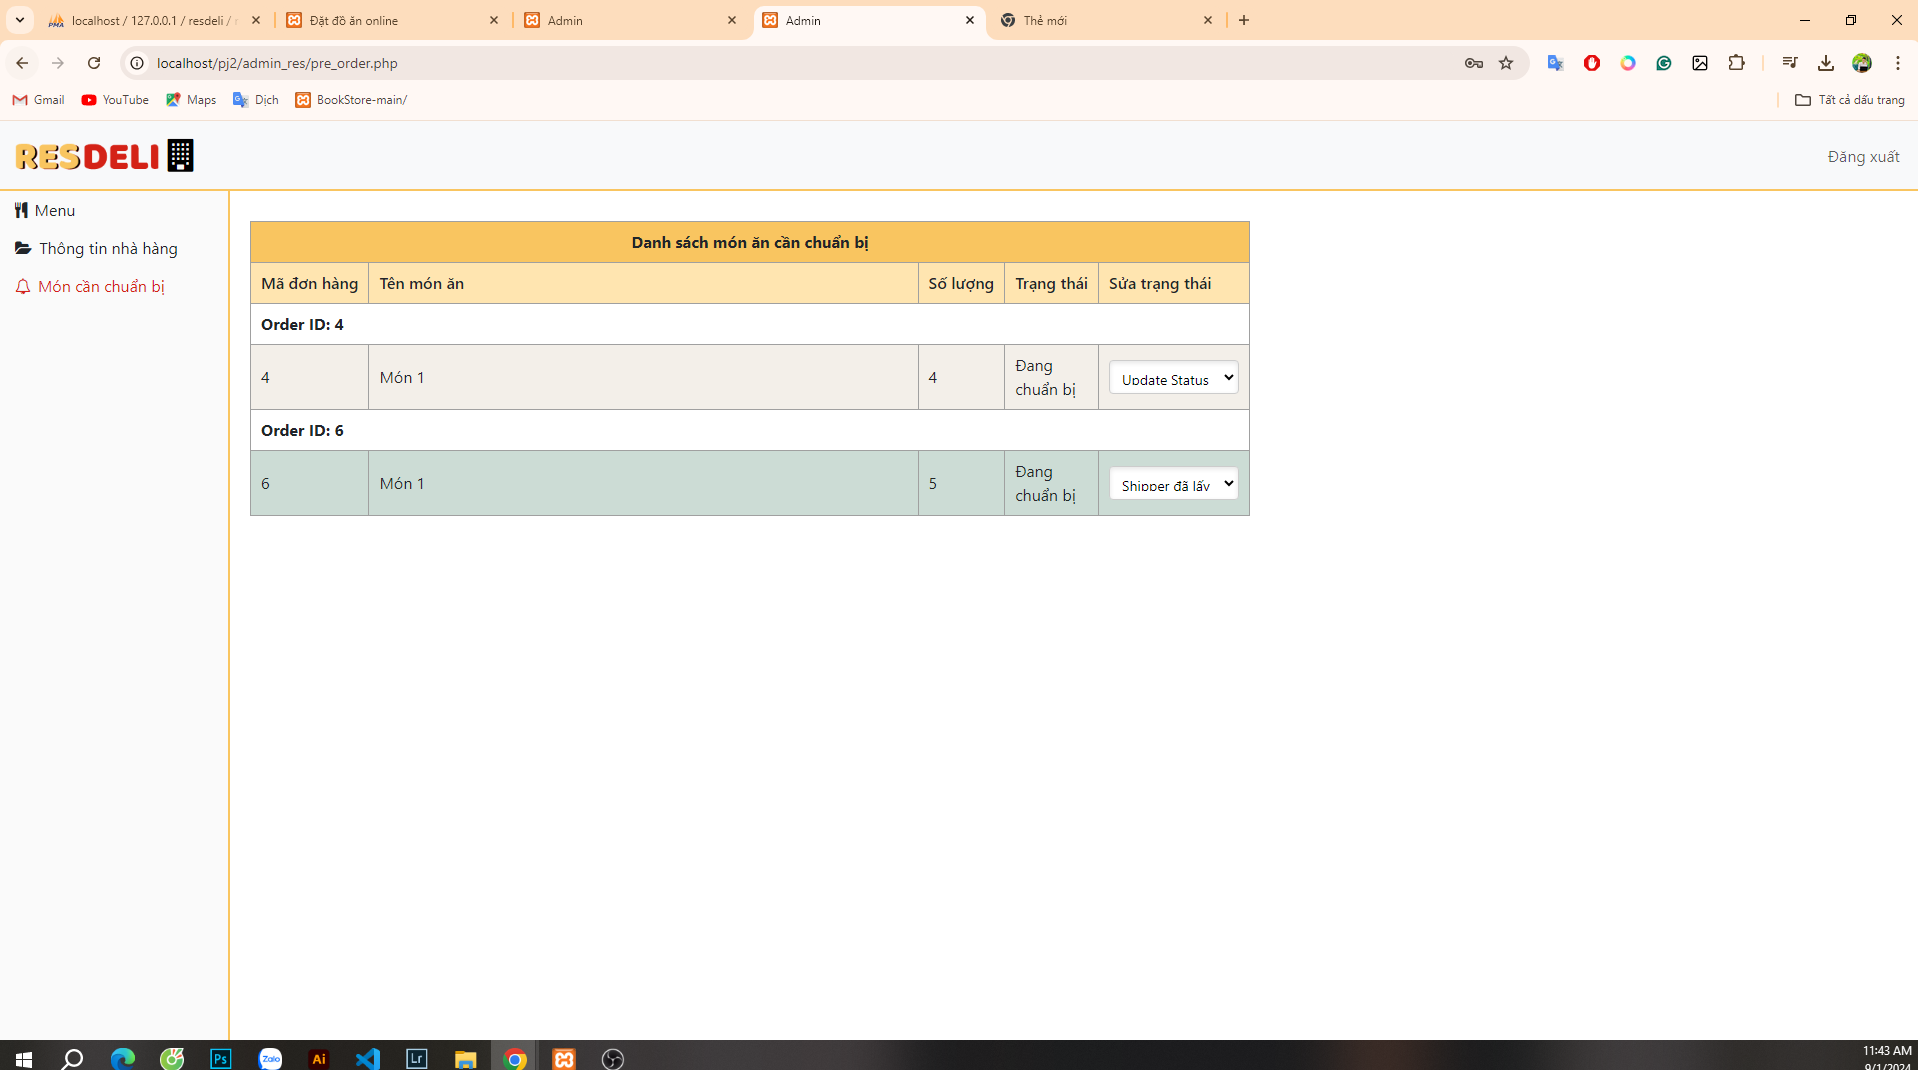 localhost / 127.0.0.1 / resdeli /
Đặt đồ ăn online
Admin
Admin
Thẻ mới
localhost/pj2/admin_res/pre_order.php
Gmail
YouTube
Maps
Dịch
BookStore-main/
Tất cả dấu trang
RESDELI
Đăng xuất
Menu
Thông tin nhà hàng
Món cần chuẩn bị
Danh sách món ăn cần chuẩn bị
Mã đơn hàng
Tên món ăn
Số lượng
Trạng thái
Sửa trạng thái
Order ID: 4
4
Món 1
4
Đang
chuẩn bị
Update Status
Order ID: 6
6
Món 1
5
Đang
chuẩn bị
Shipper đã lấy
Ps
Zalo
Ai
Lr
11:43 AM
9/1/2024